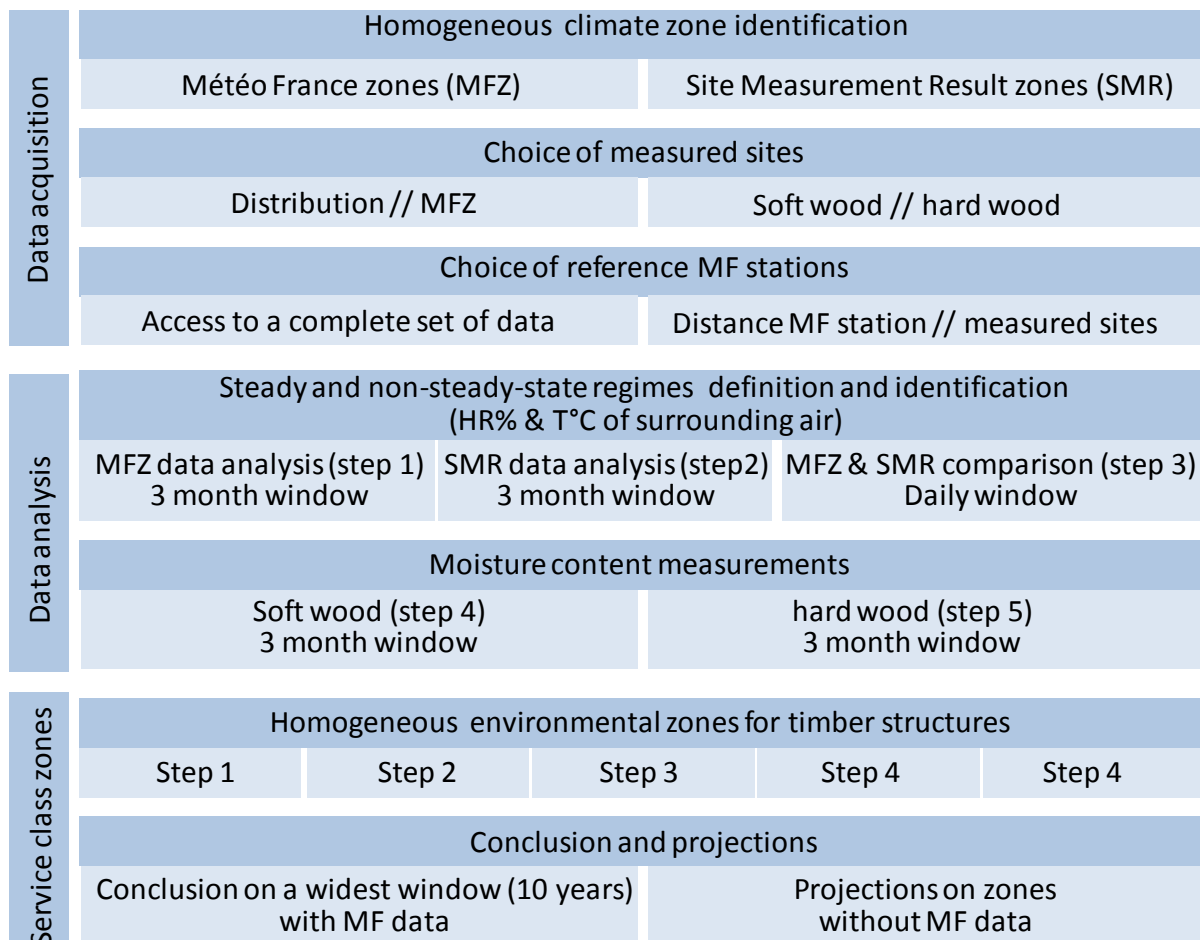 Data acquisition
Homogeneous climate zone identification
Météo France zones (MFZ)
Site Measurement Result zones (SMR)
Choice of measured sites
Distribution // MFZ
Soft wood // hard wood
Choice of reference MF stations
Access to a complete set of data
Distance MF station // measured sites
Data analysis
Steady and non-steady-state regimes definition and identification
(HR% & T°C of surrounding air)
MFZ data analysis (step 1)
3 month window
SMR data analysis (step2)
3 month window
MFZ & SMR comparison (step 3)
Daily window
Moisture content measurements
Soft wood (step 4)
3 month window
hard wood (step 5)
3 month window
Service class zones
Homogeneous environmental zones for timber structures
Step 1
Step 2
Step 3
Step 4
Step 4
Conclusion and projections
Conclusion on a widest window (10 years)
with MF data
Projections on zones
without MF data